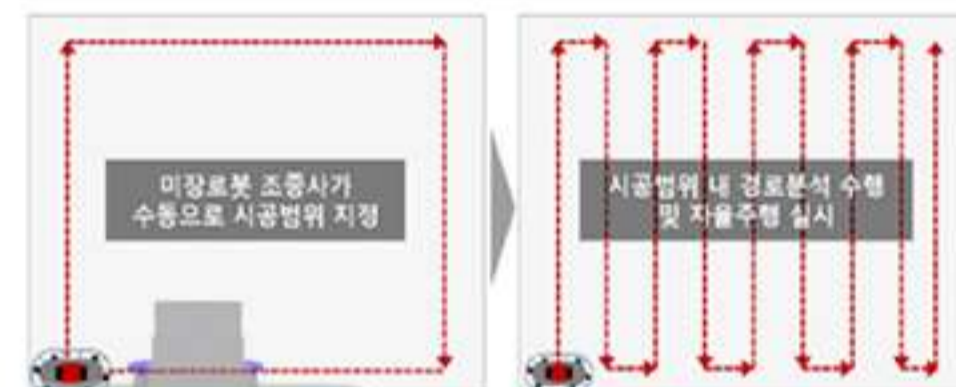 미장로봇 조종사가
수동으로 시공범위 지정
시공범위 내 경로분석 수행
및 자율주행 실시